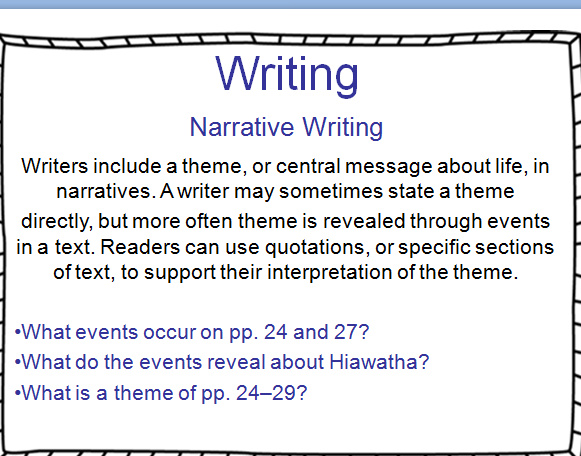 Writing
Narrative Writing
Writers include a theme, or central message about life, in
narratives. A writer may sometimes state a theme
directly, but more often theme is revealed through events
in a text. Readers can use quotations, or specific sections
of text, to support their interpretation of the theme.
•What events occur on pp. 24 and 27?
•What do the events reveal about Hiawatha?
•What is a theme of pp. 24–29?